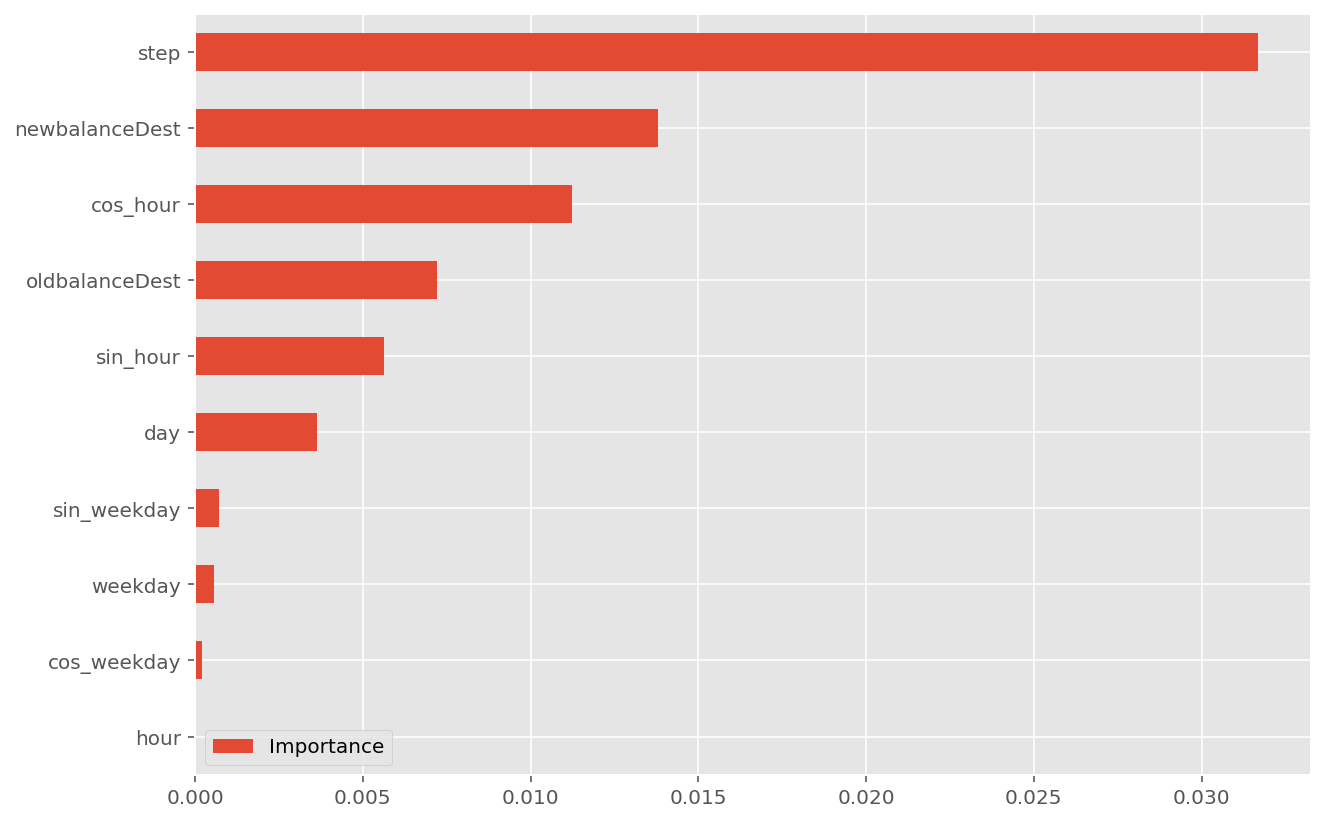 step
newbalanceDest
cos_hour
oldbalanceDest
sin_hour
day
sin_weekday
weekday
cos_weekday
hour
Importance
0.000 0.005 0.010 0.015 0.020 0.025 0.030